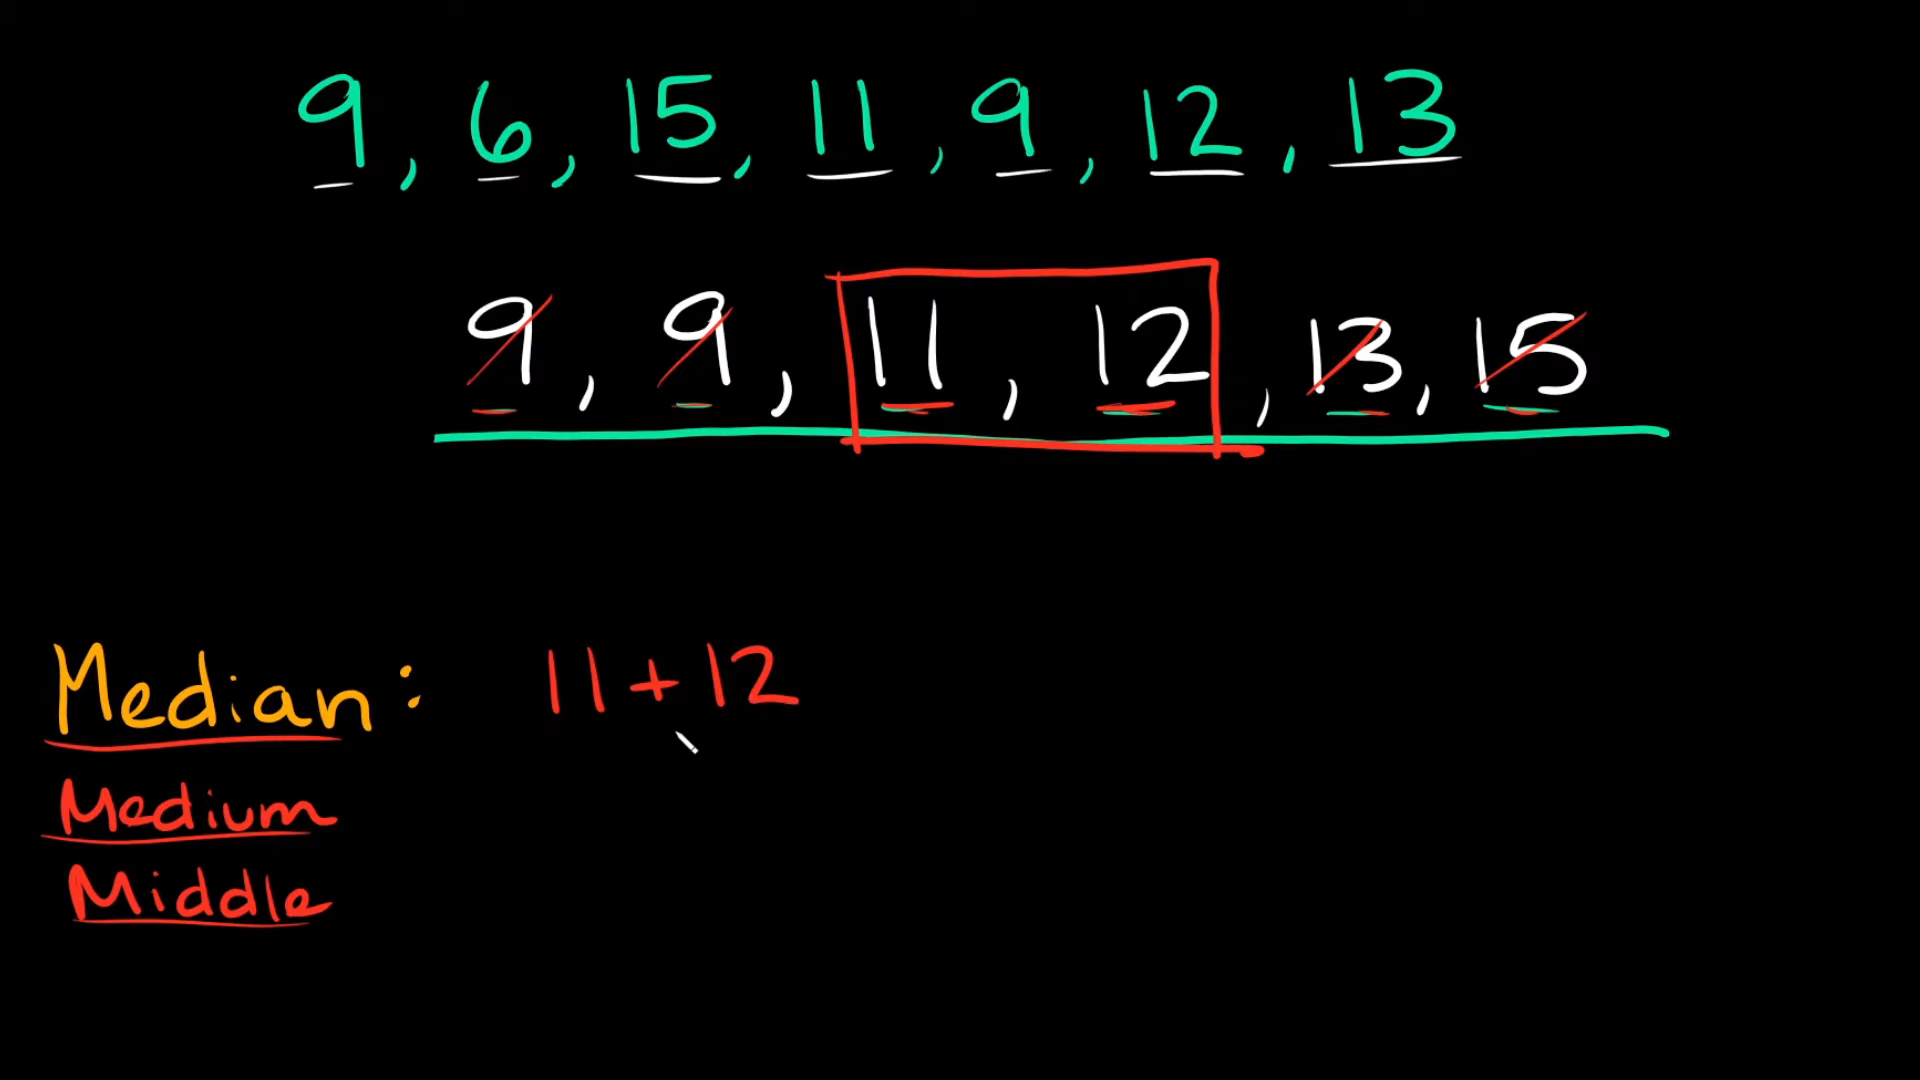 9, 6, 15, 11, 9, 12, 13
9, 9, 11, 12, 13, 15
Median: 11+12
Medium
Middle